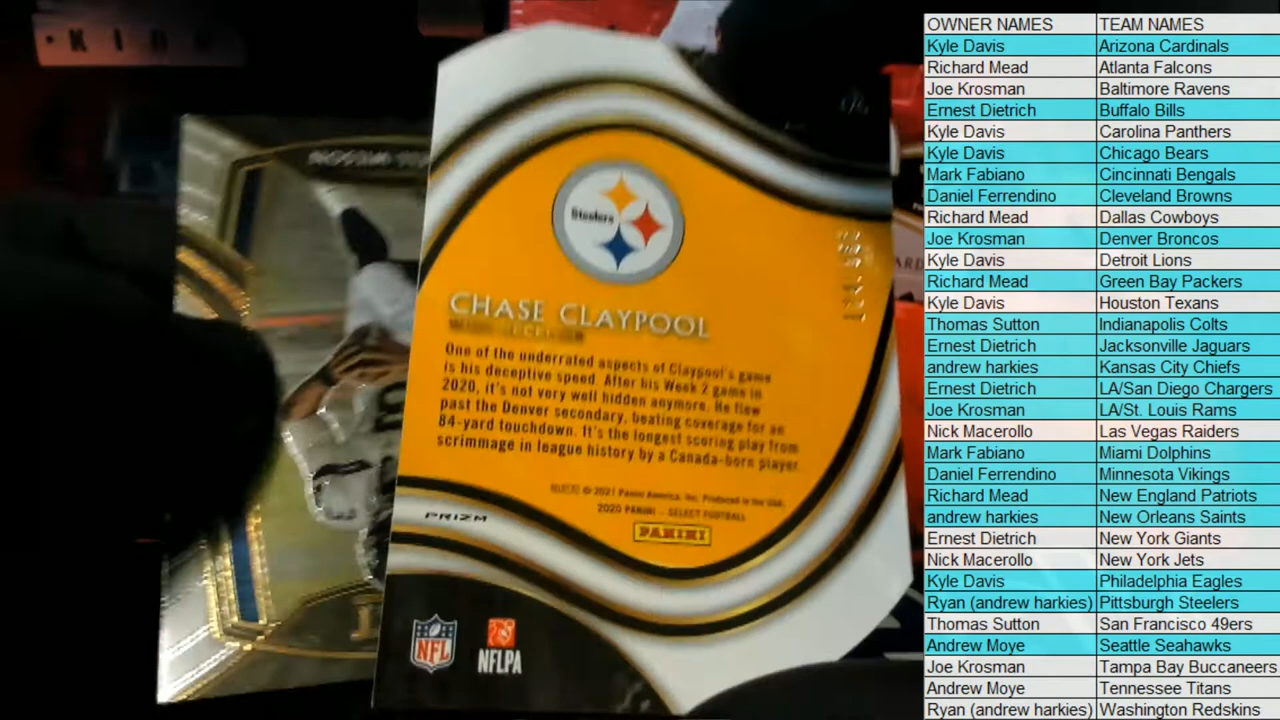 KING
Steelers
CHASE CLAYPOOL
One of the underrated aspects of Claypool's game
is his deceptive speed. After his Week 2 game in
2020, it's not very well hidden anymore. He flew
past the Denver secondary, beating coverage for an
84-yard touchdown. It's the longest scoring play from
scrimmage in league history by a Canada-born player.
© 2021 Panini America, Inc. Produced in the USA.
2020 PANINI – SELECT FOOTBALL
PANINI
PRIZM
NFL
NFLPA
OWNER NAMES TEAM NAMES
Kyle Davis Arizona Cardinals
Richard Mead Atlanta Falcons
Joe Krosman Baltimore Ravens
Ernest Dietrich Buffalo Bills
Kyle Davis Carolina Panthers
Kyle Davis Chicago Bears
Mark Fabiano Cincinnati Bengals
Daniel Ferrendino Cleveland Browns
Richard Mead Dallas Cowboys
Joe Krosman Denver Broncos
Kyle Davis Detroit Lions
Richard Mead Green Bay Packers
Kyle Davis Houston Texans
Thomas Sutton Indianapolis Colts
Ernest Dietrich Jacksonville Jaguars
andrew harkies Kansas City Chiefs
Ernest Dietrich LA/San Diego Chargers
Joe Krosman LA/St. Louis Rams
Nick Macerollo Las Vegas Raiders
Mark Fabiano Miami Dolphins
Daniel Ferrendino Minnesota Vikings
Richard Mead New England Patriots
andrew harkies New Orleans Saints
Ernest Dietrich New York Giants
Nick Macerollo New York Jets
Kyle Davis Philadelphia Eagles
Ryan (andrew harkies) Pittsburgh Steelers
Thomas Sutton San Francisco 49ers
Andrew Moye Seattle Seahawks
Joe Krosman Tampa Bay Buccaneers
Andrew Moye Tennessee Titans
Ryan (andrew harkies) Washington Redskins